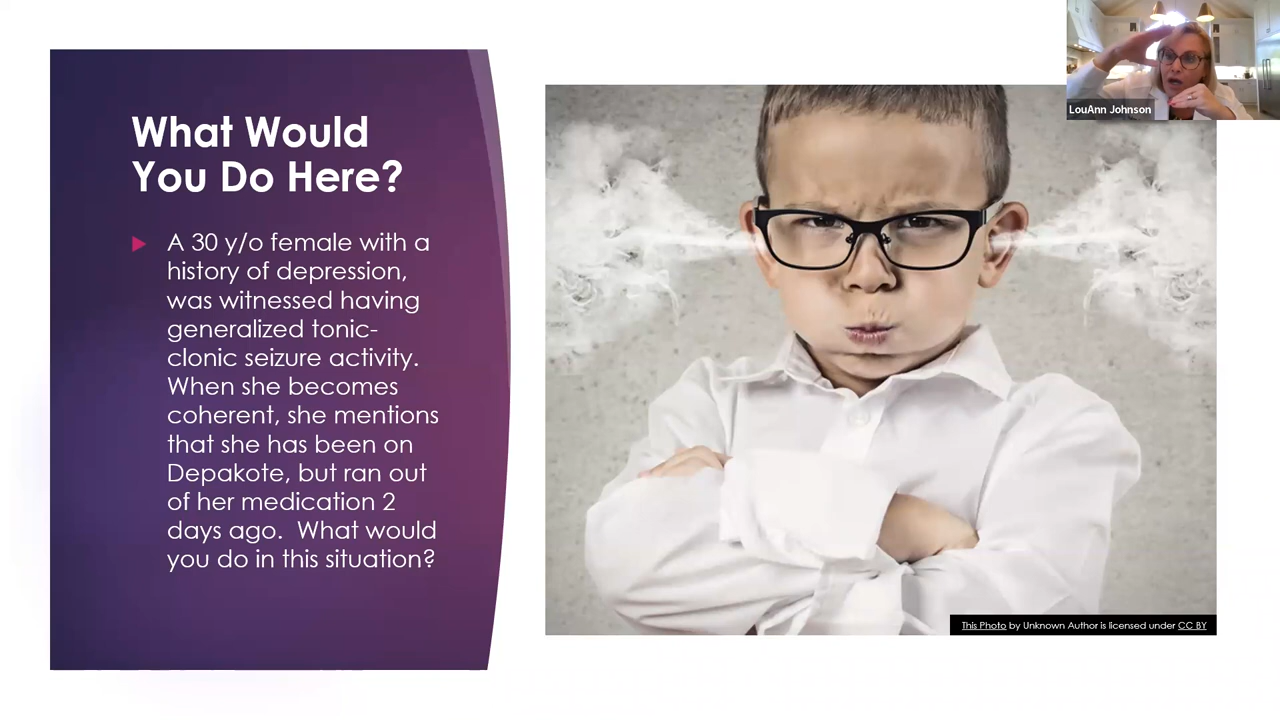 What Would
You Do Here?
A 30 y/o female with a
history of depression,
was witnessed having
generalized tonic-
clonic seizure activity.
When she becomes
coherent, she mentions
that she has been on
Depakote, but ran out
of her medication 2
days ago.  What would
you do in this situation?
LouAnn Johnson
This Photo by Unknown Author is licensed under CC BY